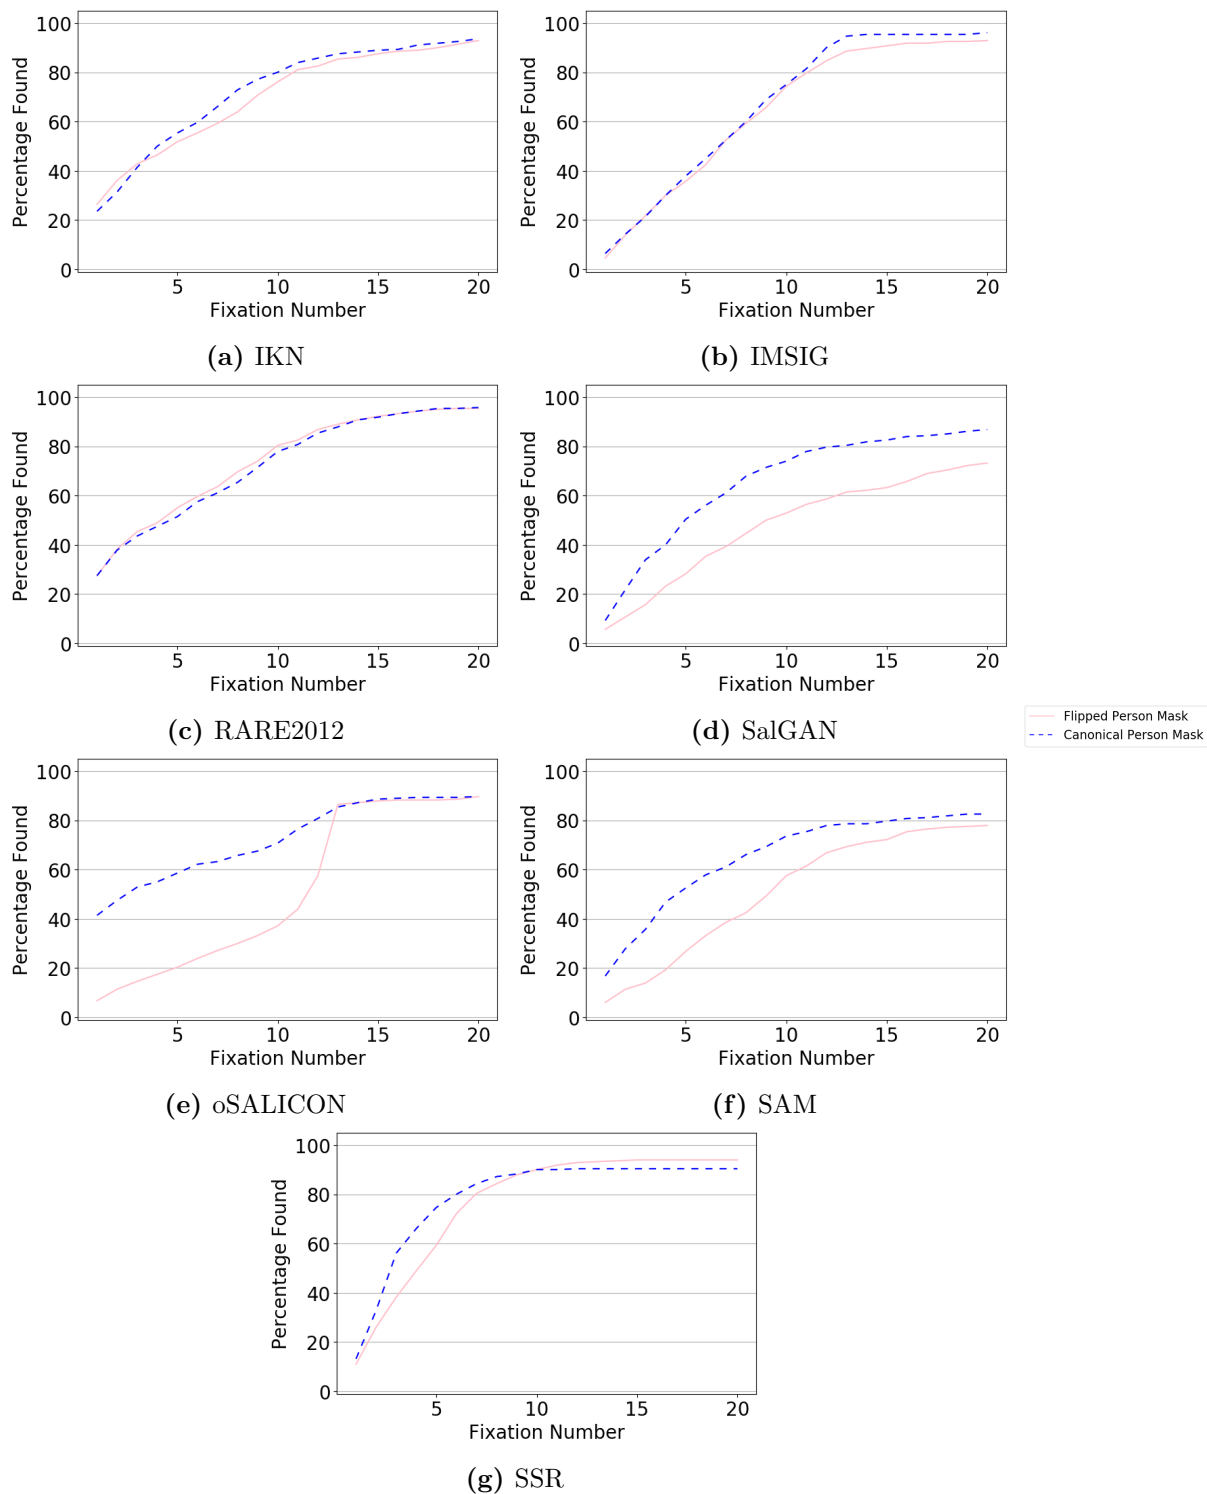 100
80
60
40
20
0
Percentage Found
5 10 15 20
Fixation Number
(a) IKN
100
80
60
40
20
0
Percentage Found
5 10 15 20
Fixation Number
(b) IMSIG
100
80
60
40
20
0
Percentage Found
5 10 15 20
Fixation Number
(c) RARE2012
100
80
60
40
20
0
Percentage Found
5 10 15 20
Fixation Number
(d) SalGAN
Flipped Person Mask
Canonical Person Mask
100
80
60
40
20
0
Percentage Found
5 10 15 20
Fixation Number
(e) oSALICON
100
80
60
40
20
0
Percentage Found
5 10 15 20
Fixation Number
(f) SAM
100
80
60
40
20
0
Percentage Found
5 10 15 20
Fixation Number
(g) SSR